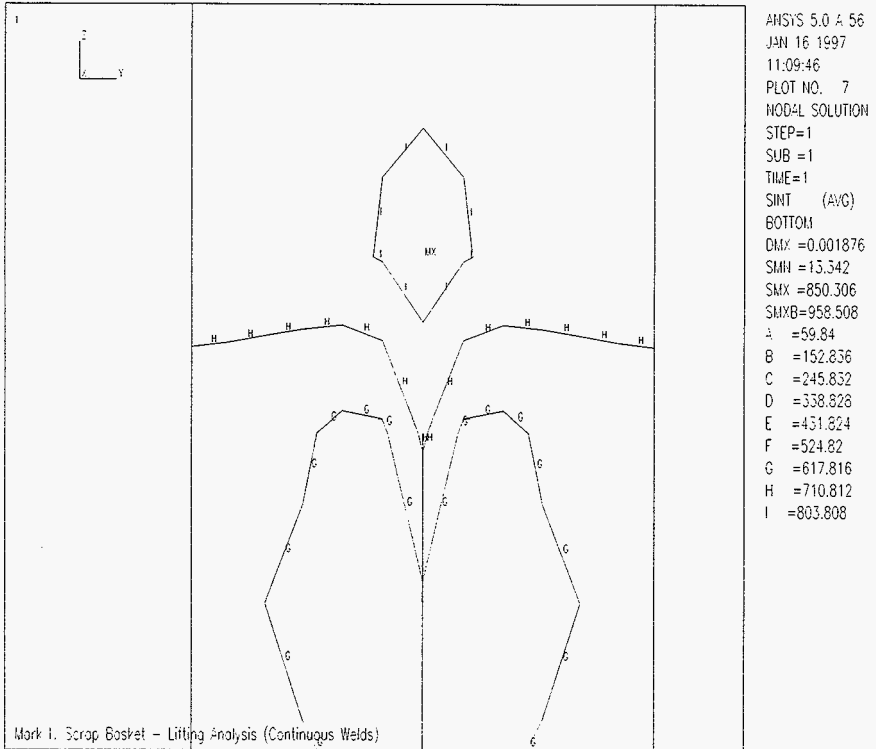 1
Z
X Y
I I
I I
MX
I I
I I
H H H H H H H H
H H
G G G G
G G
HH
G G
G G
G G
G G
G G
Mark I. Scrap Basket – Lifting Analysis (Continuous Welds)
ANSYS 5.0 A 56
JAN 16 1997
11:09:46
PLOT NO. 7
NODAL SOLUTION
STEP=1
SUB =1
TIME=1
SINT (AVG)
BOTTOM
DMX =0.001876
SMN =13.342
SMX =850.306
SMXB=958.508
A =59.84
B =152.836
C =245.832
D =338.828
E =431.824
F =524.82
G =617.816
H =710.812
I =803.808